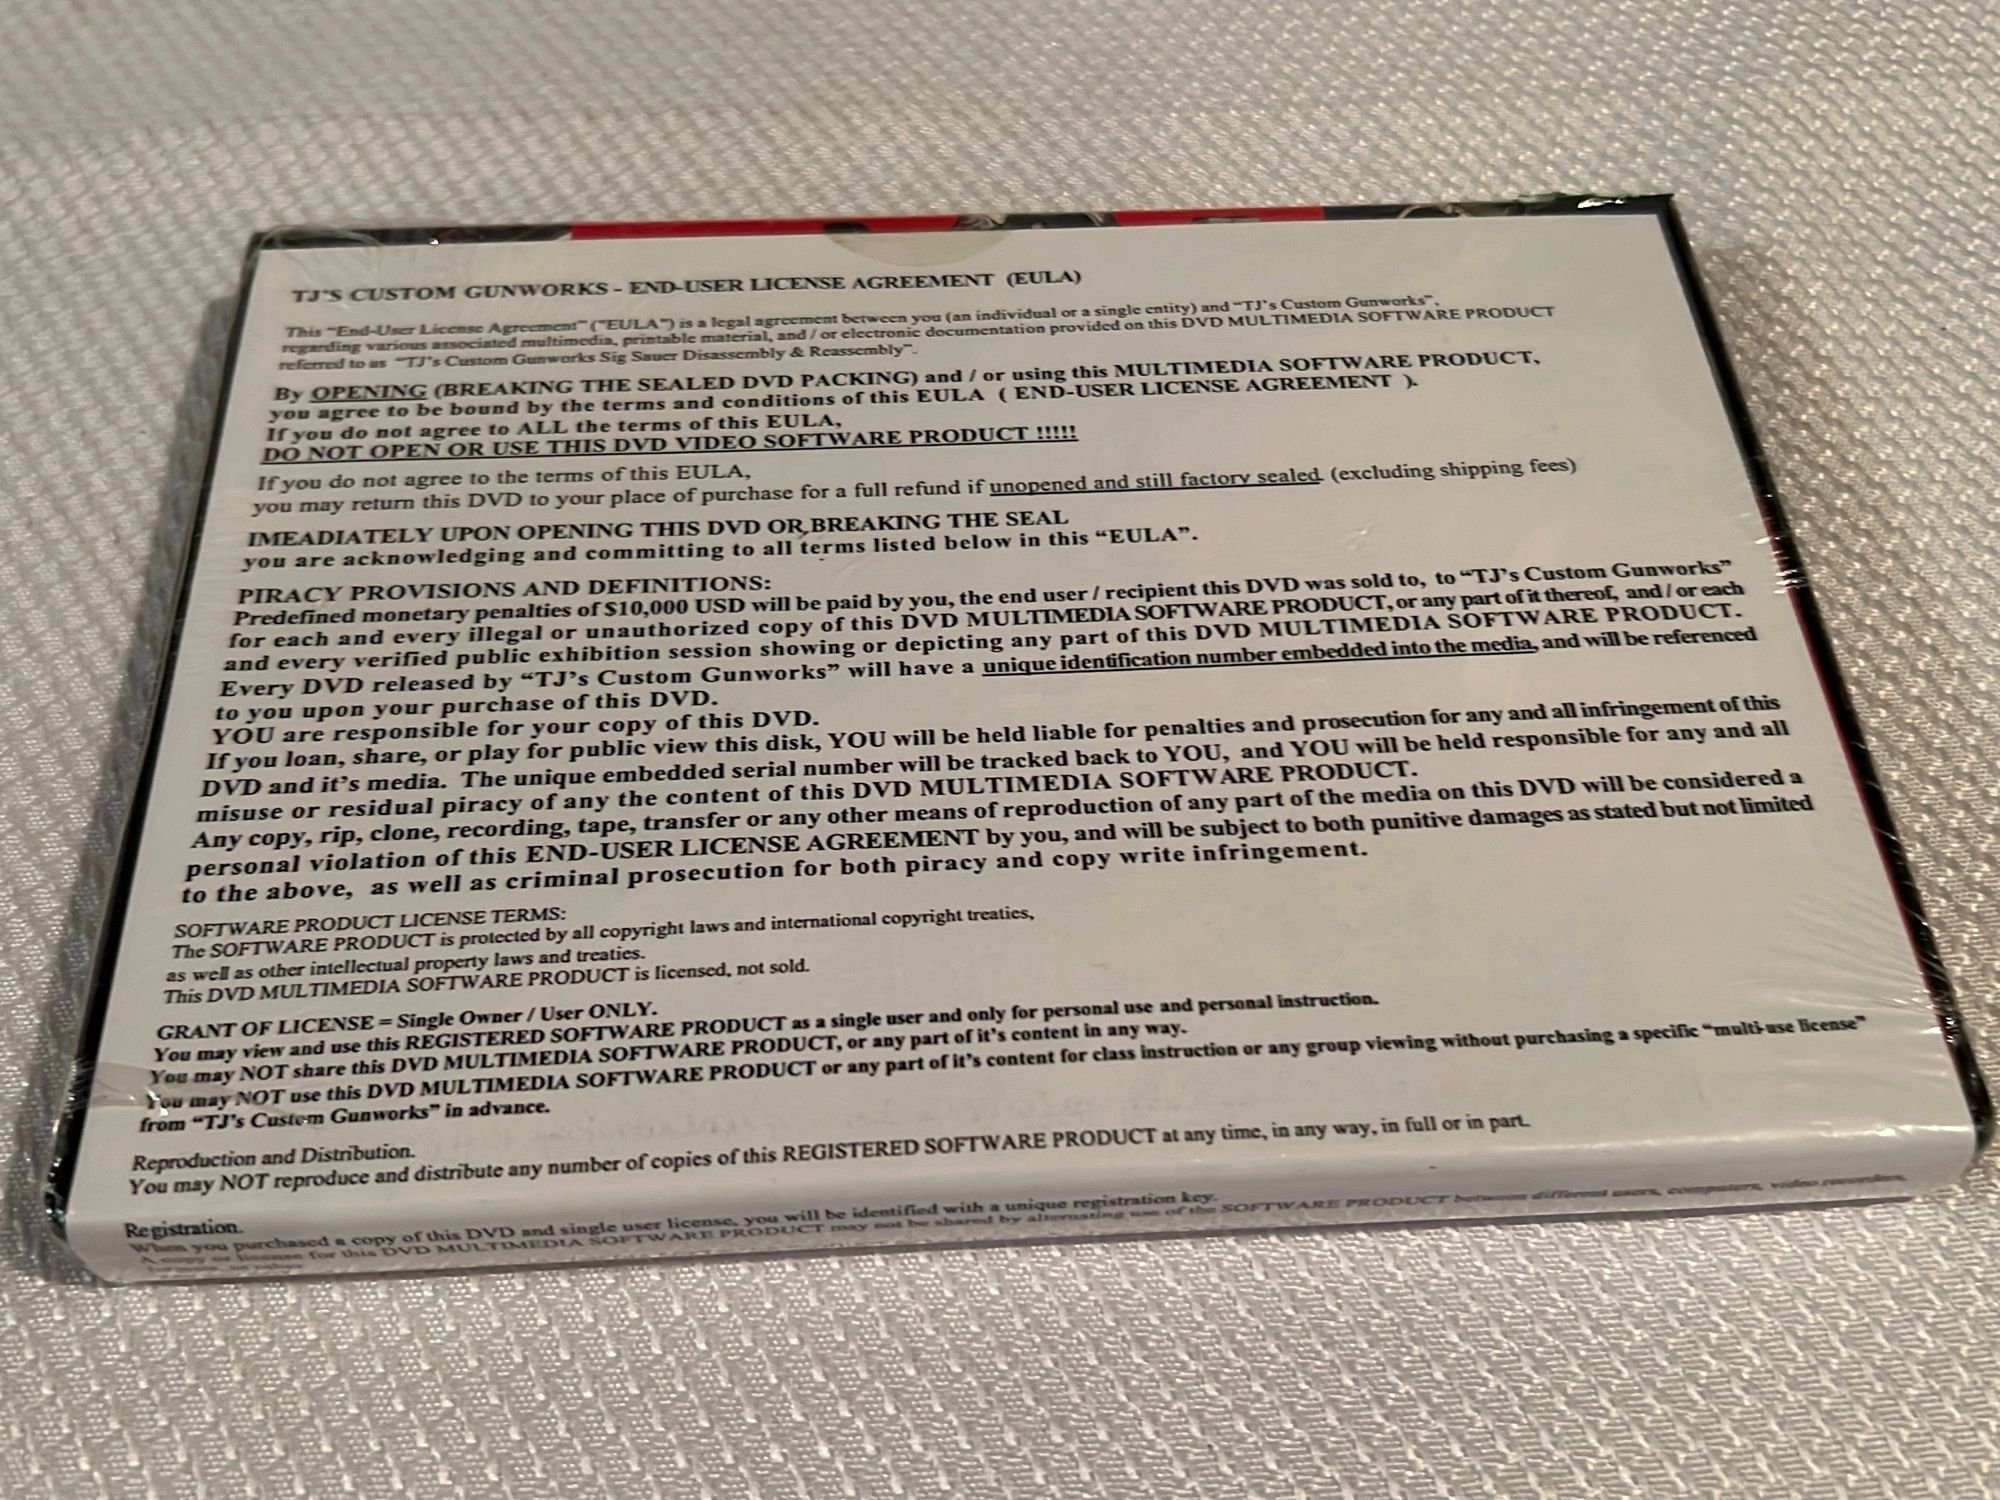 TJ'S CUSTOM GUNWORKS - END-USER LICENSE AGREEMENT (EULA)
This "End-User License Agreement" ("EULA") is a legal agreement between you (an individual or a single entity) and "TJ's Custom Gunworks",
regarding various associated multimedia, printable material, and / or electronic documentation provided on this DVD MULTIMEDIA SOFTWARE PRODUCT
referred to as "TJ's Custom Gunworks Sig Sauer Disassembly & Reassembly".
By OPENING (BREAKING THE SEALED DVD PACKING) and / or using this MULTIMEDIA SOFTWARE PRODUCT,
you agree to be bound by the terms and conditions of this EULA ( END-USER LICENSE AGREEMENT ).
If you do not agree to ALL the terms of this EULA,
DO NOT OPEN OR USE THIS DVD VIDEO SOFTWARE PRODUCT !!!!!
If you do not agree to the terms of this EULA,
you may return this DVD to your place of purchase for a full refund if unopened and still factory sealed. (excluding shipping fees)
IMEADIATELY UPON OPENING THIS DVD OR BREAKING THE SEAL
you are acknowledging and committing to all terms listed below in this "EULA".
PIRACY PROVISIONS AND DEFINITIONS:
Predefined monetary penalties of $10,000 USD will be paid by you, the end user / recipient this DVD was sold to, to "TJ's Custom Gunworks"
for each and every illegal or unauthorized copy of this DVD MULTIMEDIA SOFTWARE PRODUCT, or any part of it thereof, and / or each
and every verified public exhibition session showing or depicting any part of this DVD MULTIMEDIA SOFTWARE PRODUCT.
Every DVD released by "TJ's Custom Gunworks" will have a unique identification number embedded into the media, and will be referenced
to you upon your purchase of this DVD.
YOU are responsible for your copy of this DVD.
If you loan, share, or play for public view this disk, YOU will be held liable for penalties and prosecution for any and all infringement of this
DVD and it's media. The unique embedded serial number will be tracked back to YOU, and YOU will be held responsible for any and all
misuse or residual piracy of any the content of this DVD MULTIMEDIA SOFTWARE PRODUCT.
Any copy, rip, clone, recording, tape, transfer or any other means of reproduction of any part of the media on this DVD will be considered a
personal violation of this END-USER LICENSE AGREEMENT by you, and will be subject to both punitive damages as stated but not limited
to the above, as well as criminal prosecution for both piracy and copy write infringement.
SOFTWARE PRODUCT LICENSE TERMS:
The SOFTWARE PRODUCT is protected by all copyright laws and international copyright treaties,
as well as other intellectual property laws and treaties.
This DVD MULTIMEDIA SOFTWARE PRODUCT is licensed, not sold.
GRANT OF LICENSE = Single Owner / User ONLY.
You may view and use this REGISTERED SOFTWARE PRODUCT as a single user and only for personal use and personal instruction.
You may NOT share this DVD MULTIMEDIA SOFTWARE PRODUCT, or any part of it's content in any way.
You may NOT use this DVD MULTIMEDIA SOFTWARE PRODUCT or any part of it's content for class instruction or any group viewing without purchasing a specific "multi-use license"
from "TJ's Custom Gunworks" in advance.
Reproduction and Distribution.
You may NOT reproduce and distribute any number of copies of this REGISTERED SOFTWARE PRODUCT at any time, in any way, in full or in part.
Registration.
When you purchased a copy of this DVD and single user license, you will be identified with a unique registration key.
A copy or license for this DVD MULTIMEDIA SOFTWARE PRODUCT may not be shared by alternating use of the SOFTWARE PRODUCT between different users, computers, video recorders,